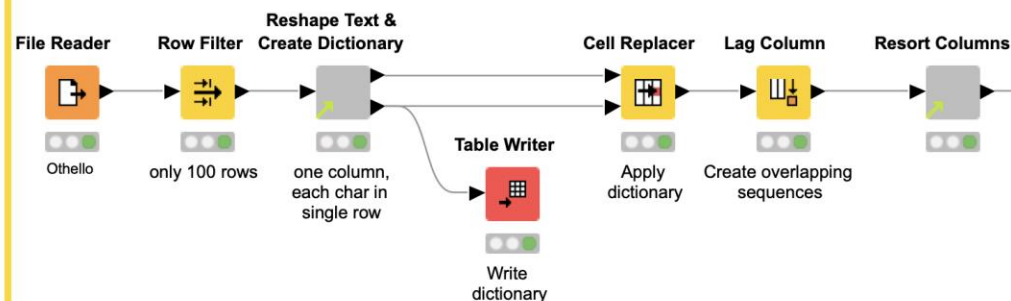 File Reader
Row Filter
Reshape Text &
Create Dictionary
Cell Replacer
Lag Column
Resort Columns
Othello
only 100 rows
one column,
each char in
single row
Table Writer
Apply
dictionary
Create overlapping
sequences
Write
dictionary